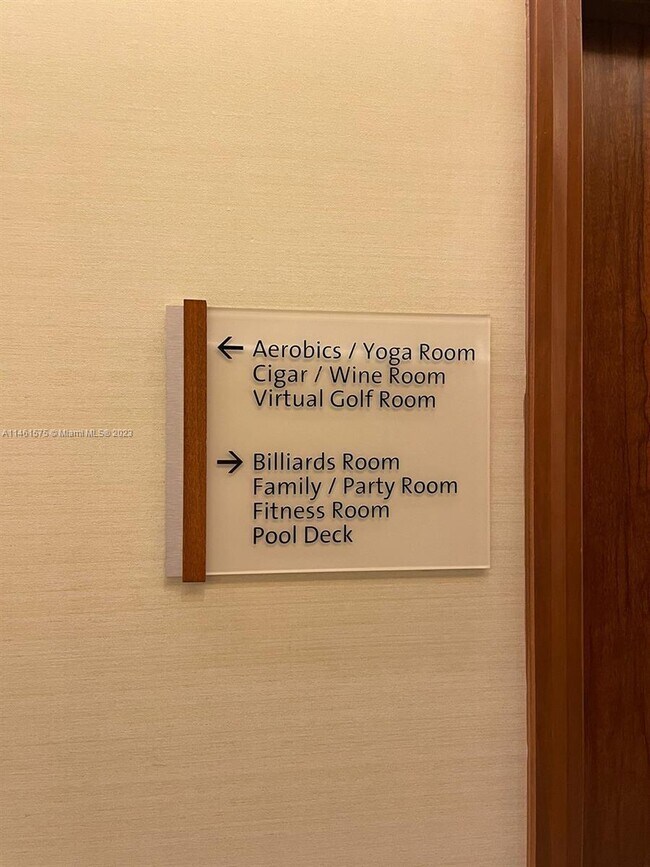 ← Aerobics / Yoga Room
Cigar / Wine Room
Virtual Golf Room
→ Billiards Room
Family / Party Room
Fitness Room
Pool Deck
A11461575 © Miami MLS® 2023